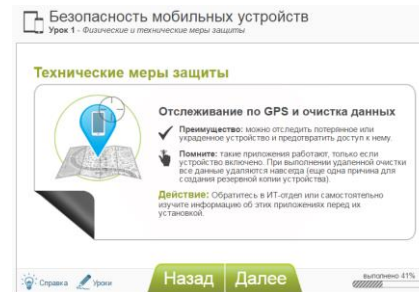 Безопасность мобильных устройств
Урок 1 - Физические и технические меры защиты
Технические меры защиты
Отслеживание по GPS и очистка данных
Преимущество: можно отследить потерянное или
украденное устройство и предотвратить доступ к нему.
Помните: такие приложения работают, только если
устройство включено. При выполнении удаленной очистки
все данные удаляются навсегда (еще одна причина для
создания резервной копии устройства).
Действие: Обратитесь в ИТ-отдел или самостоятельно
изучите информацию об этих приложениях перед их
установкой.
Справка Уроки Назад Далее выполнено 41%